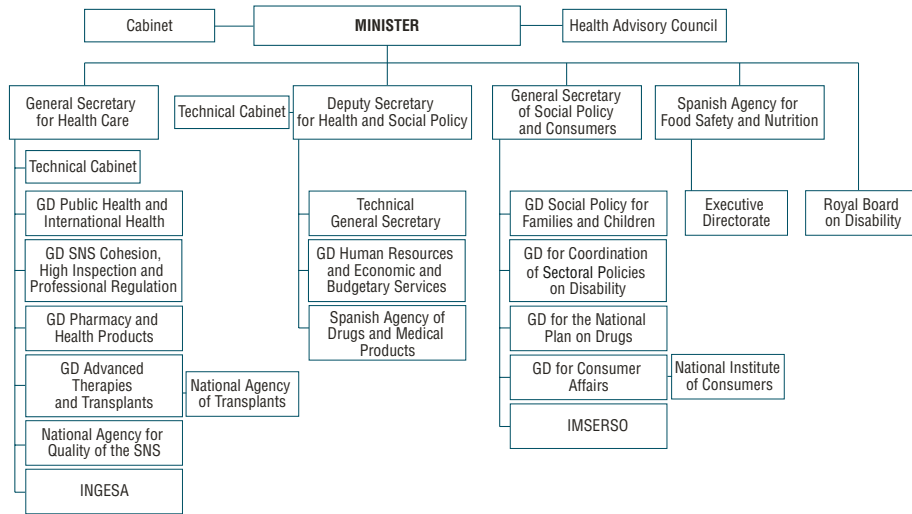 Cabinet
MINISTER
Health Advisory Council
General Secretary
for Health Care
Technical Cabinet
Deputy Secretary
for Health and Social Policy
General Secretary
of Social Policy
and Consumers
Spanish Agency for
Food Safety and Nutrition
Technical Cabinet
GD Public Health and
International Health
GD SNS Cohesion,
High Inspection and
Professional Regulation
GD Pharmacy and
Health Products
GD Advanced
Therapies
and Transplants
National Agency
of Transplants
National Agency for
Quality of the SNS
INGESA
Technical
General Secretary
GD Human Resources
and Economic and
Budgetary Services
Spanish Agency of
Drugs and Medical
Products
GD Social Policy for
Families and Children
GD for Coordination
of Sectoral Policies
on Disability
GD for the National
Plan on Drugs
GD for Consumer
Affairs
National Institute
of Consumers
IMSERSO
Executive
Directorate
Royal Board
on Disability